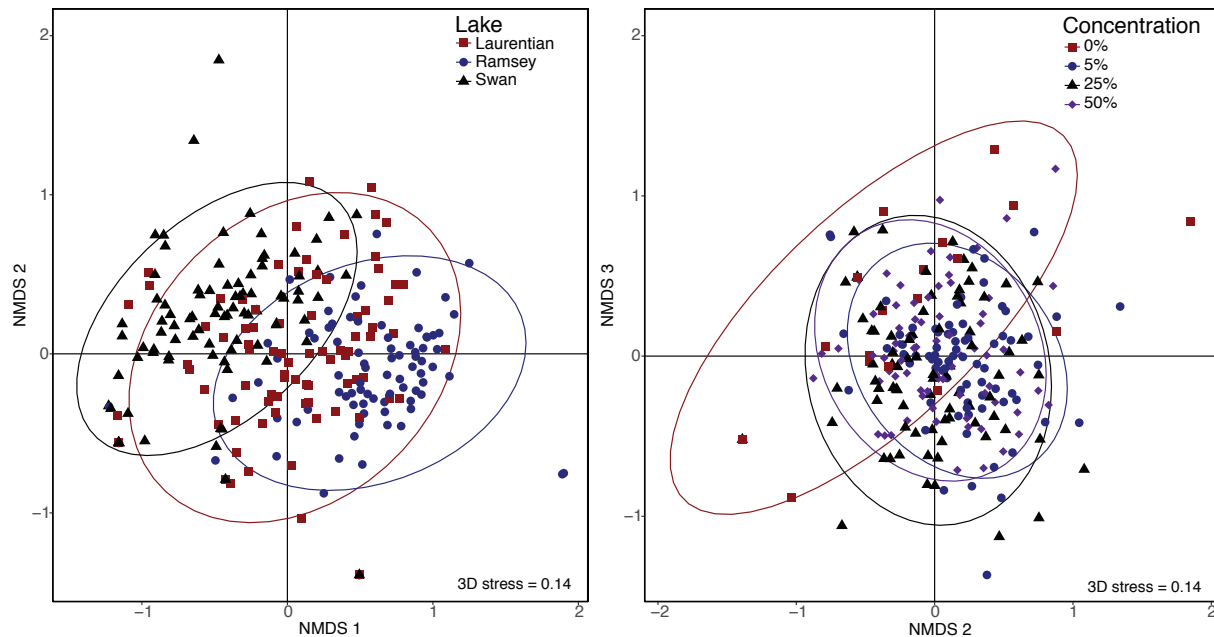 Lake
Laurentian
Ramsey
Swan
2
1
0
−1
NMDS 2
−1
0
1
2
NMDS 1
3D stress = 0.14
Concentration
0%
5%
25%
50%
2
1
0
−1
NMDS 3
−2
−1
0
1
2
NMDS 2
3D stress = 0.14